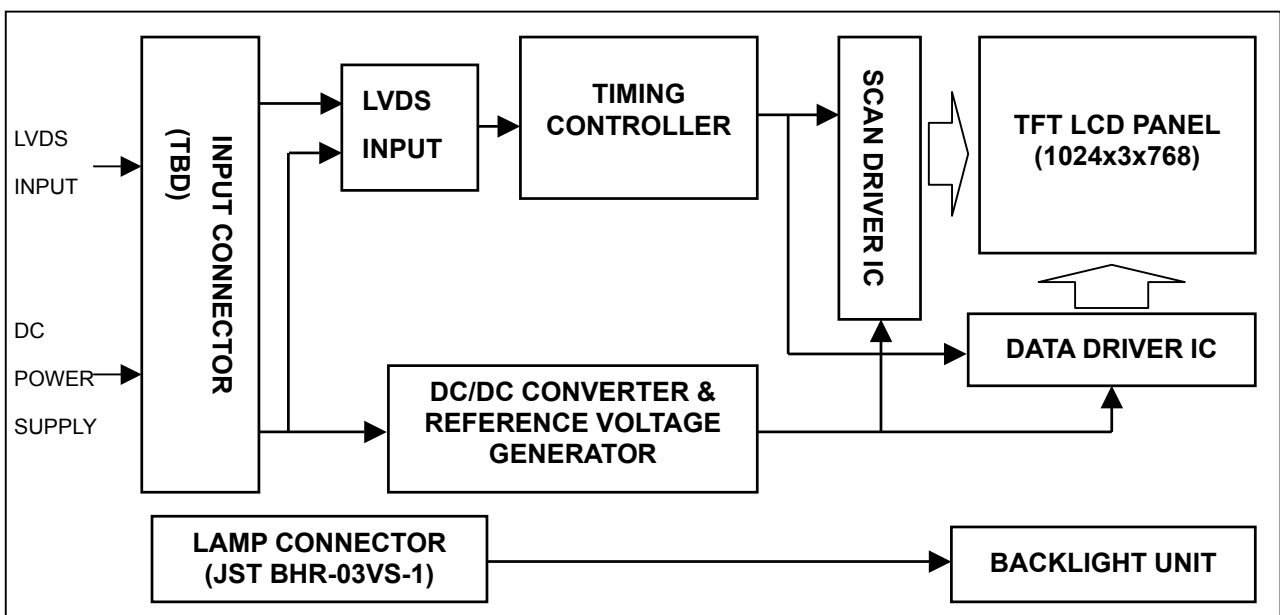 LVDS
INPUT
DC
POWER
SUPPLY
INPUT CONNECTOR
(TBD)
LVDS
INPUT
TIMING
CONTROLLER
SCAN DRIVER IC
TFT LCD PANEL
(1024x3x768)
DATA DRIVER IC
DC/DC CONVERTER &
REFERENCE VOLTAGE
GENERATOR
LAMP CONNECTOR
(JST BHR-03VS-1)
BACKLIGHT UNIT